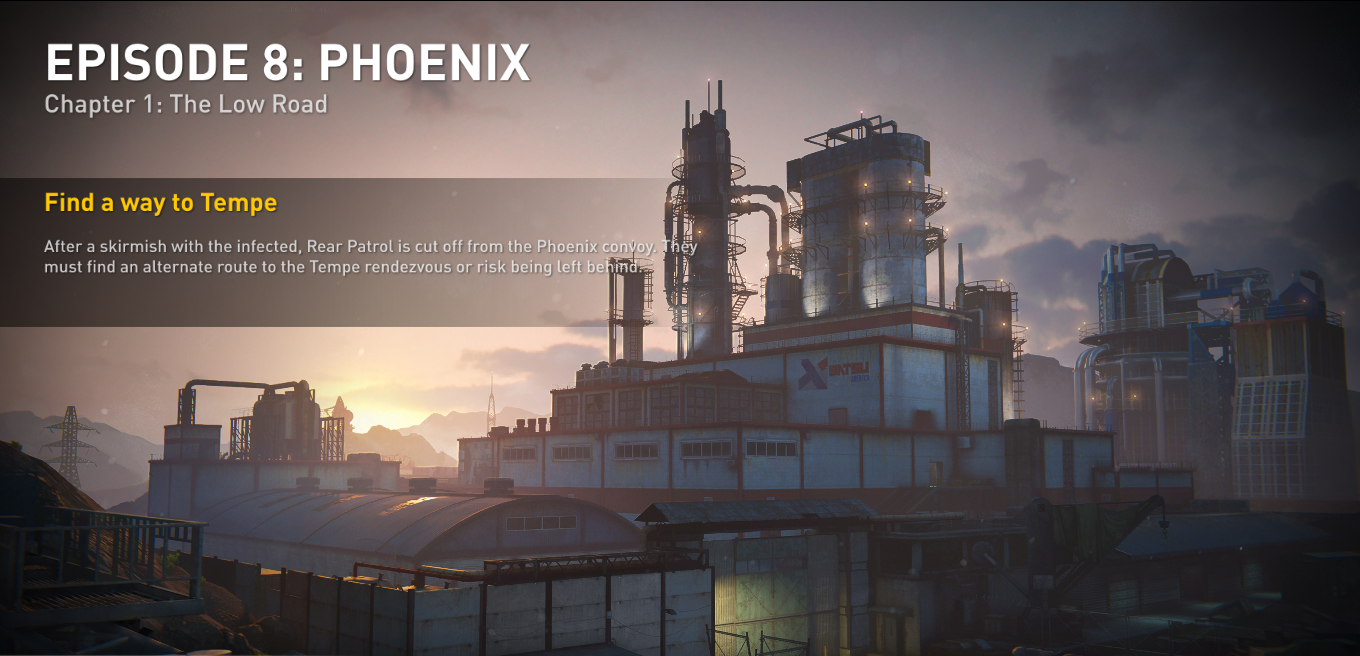 EPISODE 8: PHOENIX
Chapter 1: The Low Road
Find a way to Tempe
After a skirmish with the infected, Rear Patrol is cut off from the Phoenix convoy. They
must find an alternate route to the Tempe rendezvous or risk being left behind.